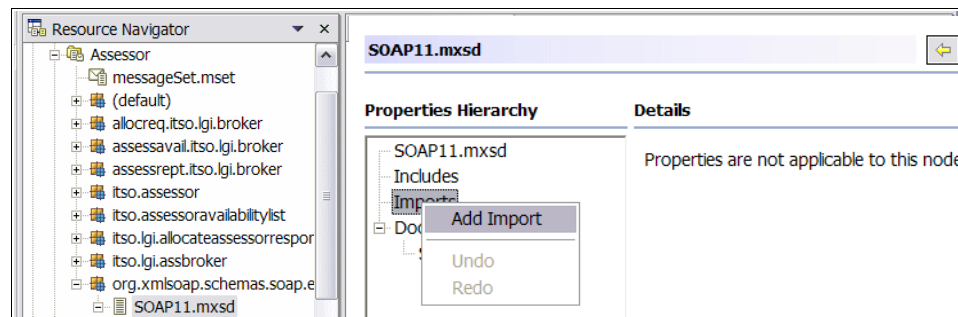 Resource Navigator
Assessor
messageSet.mset
(default)
allocreq.itso.lgi.broker
assessavail.itso.lgi.broker
assessrept.itso.lgi.broker
itso.assessor
itso.assessoravailabilitylist
itso.lgi.allocateassessorrespor
itso.lgi.assbroker
org.xmlsoap.schemas.soap.e
SOAP11.mxsd
SOAP11.mxsd
Properties Hierarchy
SOAP11.mxsd
Includes
Imports
Doc
Add Import
Undo
Redo
Details
Properties are not applicable to this node